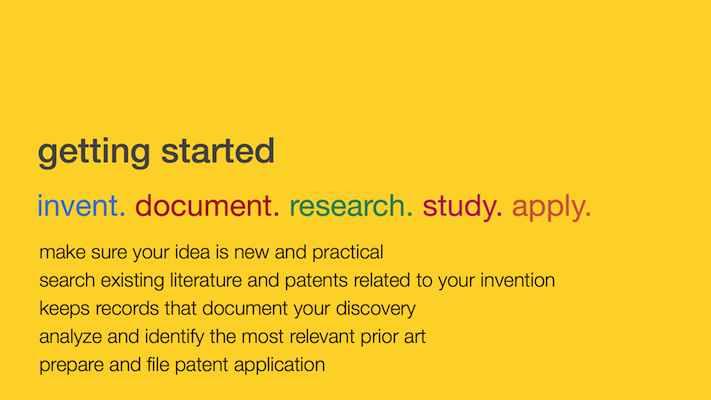 getting started
invent. document. research. study. apply.
make sure your idea is new and practical
search existing literature and patents related to your invention
keeps records that document your discovery
analyze and identify the most relevant prior art
prepare and file patent application